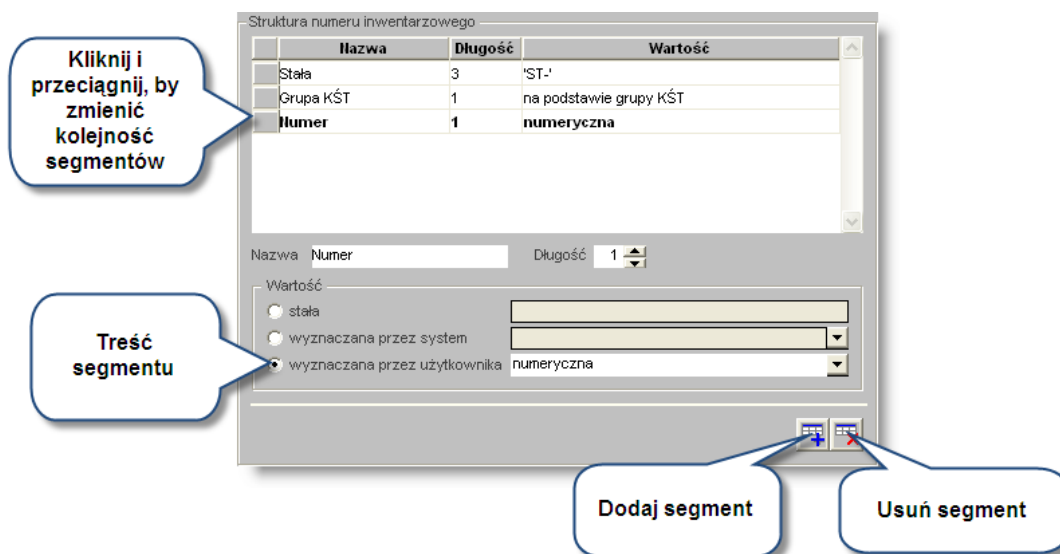 Struktura numeru inwentarzowego
Nazwa Długość Wartość
Stała 3 'ST-'
Grupa KŚT 1 na podstawie grupy KŚT
Numer 1 numeryczna
Kliknij i
przeciągnij, by
zmienić
kolejność
segmentów
Nazwa Numer Długość 1
Wartość
stała
wyznaczana przez system
wyznaczana przez użytkownika numeryczna
Treść
segmentu
Dodaj segment
Usuń segment